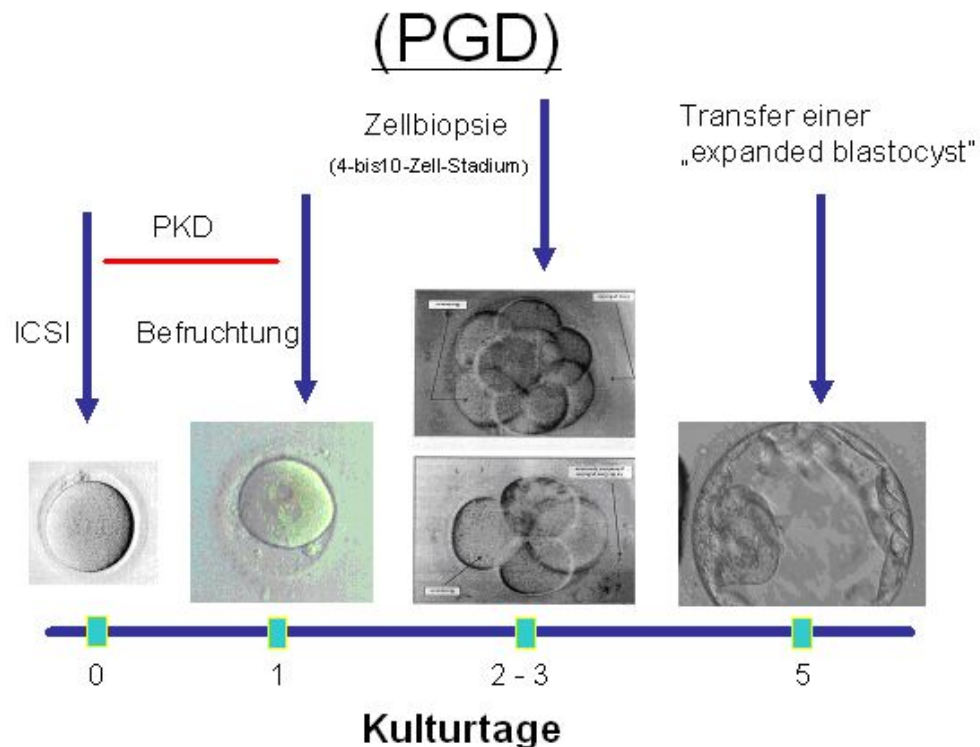 (PGD)
Zellbiopsie
(4-bis10-Zell-Stadium)
Transfer einer
„expanded blastocyst"
PKD
ICSI
Befruchtung
0
1
2 - 3
5
Kulturtage